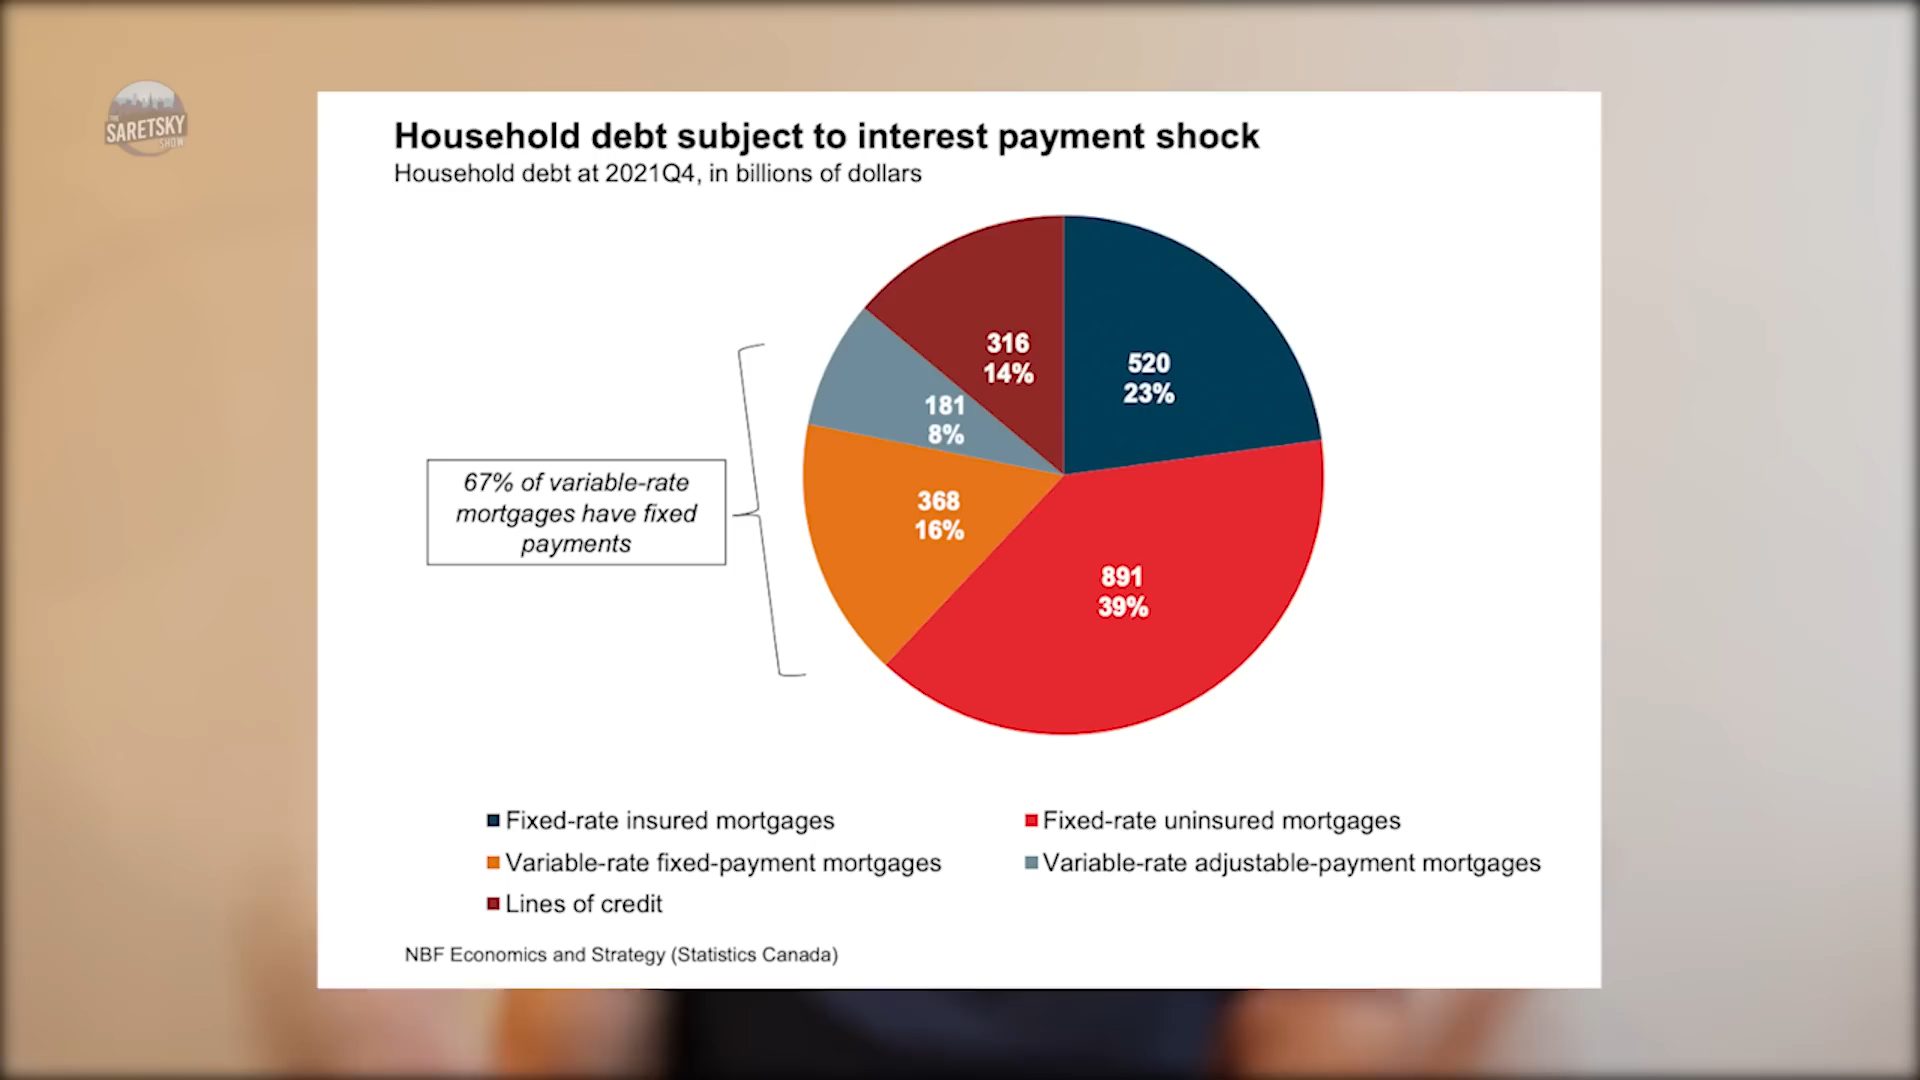 THE
SARETSKY
SHOW
Household debt subject to interest payment shock
Household debt at 2021Q4, in billions of dollars
316
14%
520
23%
181
8%
368
16%
891
39%
67% of variable-rate
mortgages have fixed
payments
Fixed-rate insured mortgages
Fixed-rate uninsured mortgages
Variable-rate fixed-payment mortgages
Variable-rate adjustable-payment mortgages
Lines of credit
NBF Economics and Strategy (Statistics Canada)